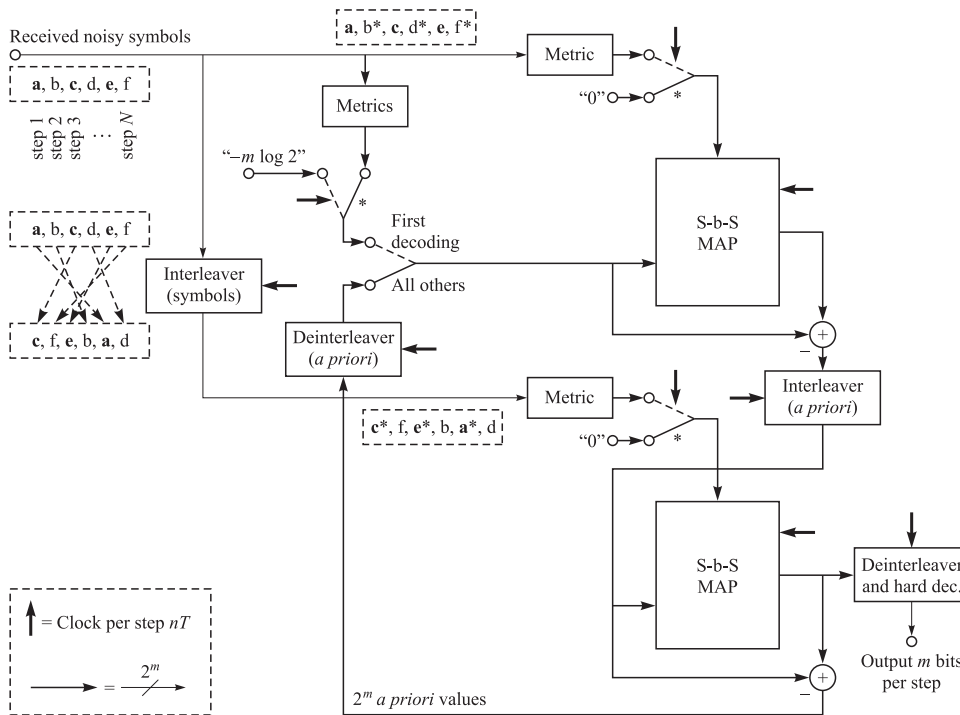 Received noisy symbols
a, b, c, d, e, f
step 1
step 2
step 3
...
step N
a, b*, c, d*, e, f*
Metric
"0"
*
Metrics
"–m log 2"
*
First
decoding
All others
S-b-S
MAP
a, b, c, d, e, f
c, f, e, b, a, d
Interleaver
(symbols)
Deinterleaver
(a priori)
+
–
Interleaver
(a priori)
Metric
c*, f, e*, b, a*, d
"0"
*
S-b-S
MAP
Deinterleaver
and hard dec.
Output m bits
per step
+
–
2^m a priori values
= Clock per step nT
= 2^m